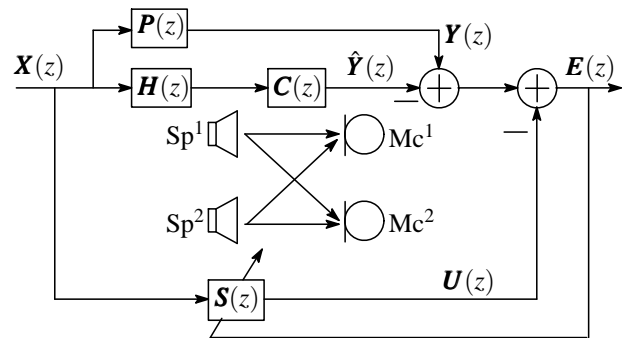 P(z)
Y(z)
X(z)
Ŷ(z)
E(z)
H(z)
C(z)
+
+
−
−
Sp¹
Mc¹
Sp²
Mc²
S(z)
U(z)